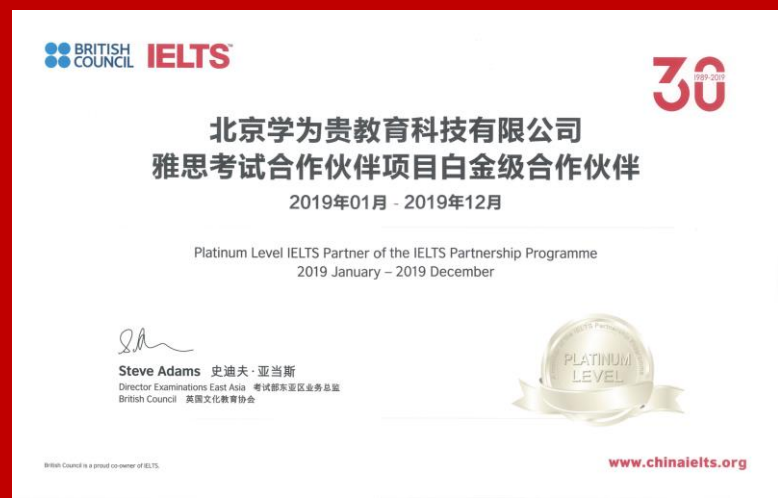 BRITISH
COUNCIL
IELTS™
30
1989-2019
北京学为贵教育科技有限公司
雅思考试合作伙伴项目白金级合作伙伴
2019年01月 - 2019年12月
Platinum Level IELTS Partner of the IELTS Partnership Programme
2019 January – 2019 December
Steve Adams 史迪夫·亚当斯
Director Examinations East Asia 考试部东亚区业务总监
British Council 英国文化教育协会
PLATINUM
LEVEL
British Council is a proud co-owner of IELTS.
www.chinaielts.org